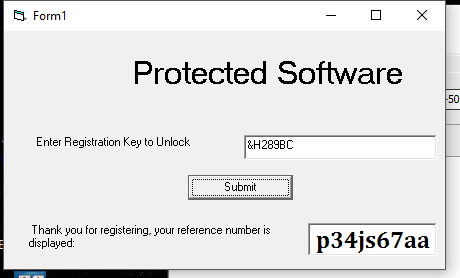 Form1
Protected Software
-50
Enter Registration Key to Unlock
&H289BC
Submit
Thank you for registering, your reference number is
displayed:
p34js67aa